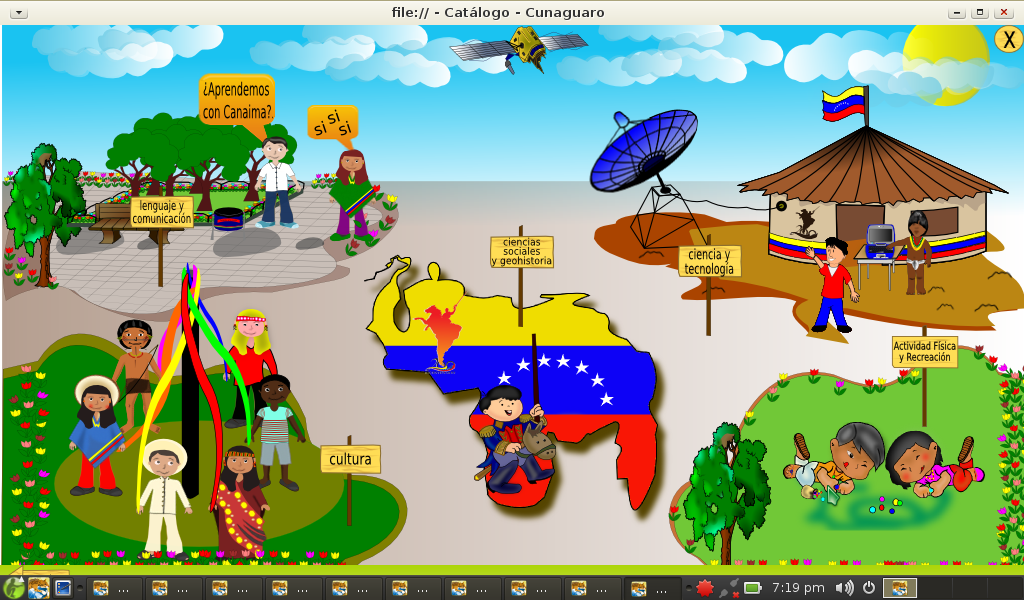 file:// - Catálogo - Cunaguaro
X
¿Aprendemos
con Canaima?.
si si si
lenguaje y
comunicación
ciencias
sociales
y geohistoria
ciencia y
tecnologia
Actividad Física
y Recreación
cultura
... ... ... ... ... ... ... ... ... ...
7:19 pm